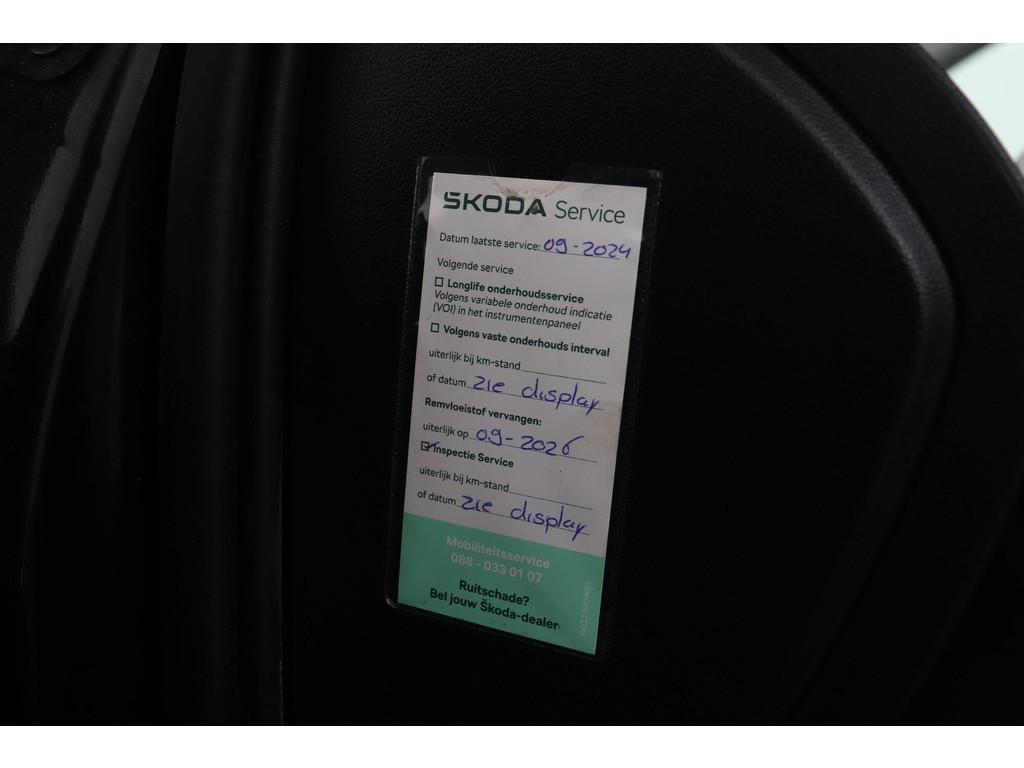 ŠKODA Service
Datum laatste service: 09-2024
Volgende service
☐ Longlife onderhoudsservice
Volgens variabele onderhoud indicatie
(VOI) in het instrumentenpaneel
☐ Volgens vaste onderhouds interval
uiterlijk bij km-stand
of datum zie display
Remvloeistof vervangen:
uiterlijk op 09-2026
☑ Inspectie Service
uiterlijk bij km-stand
of datum zie display
Mobiliteitsservice
088 - 033 01 07
Ruitschade?
Bel jouw Škoda-dealer